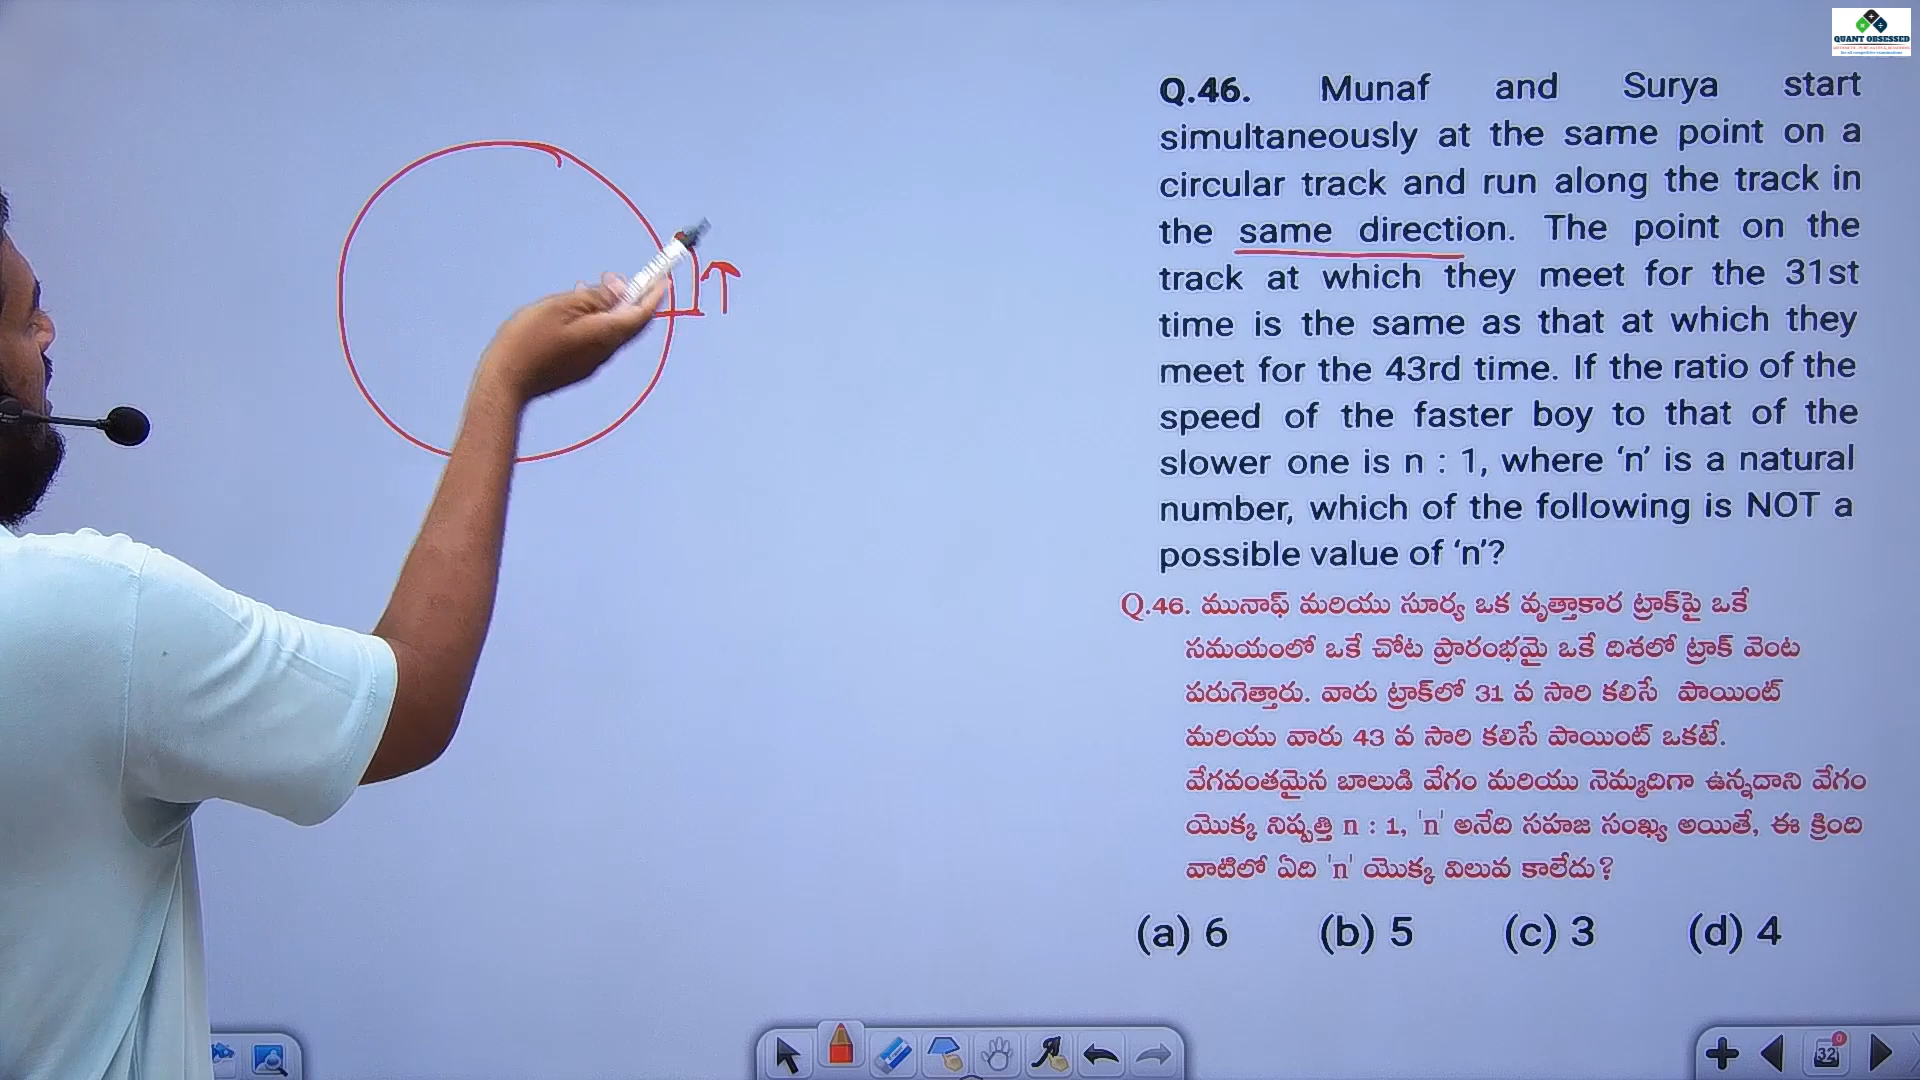 QUANT OBSESSED
Q.46. Munaf and Surya start
simultaneously at the same point on a
circular track and run along the track in
the same direction. The point on the
track at which they meet for the 31st
time is the same as that at which they
meet for the 43rd time. If the ratio of the
speed of the faster boy to that of the
slower one is n : 1, where ‘n’ is a natural
number, which of the following is NOT a
possible value of ‘n’?
Q.46. మునాఫ్ మరియు సూర్య ఒక వృత్తాకార ట్రాక్‌పై ఒకే
సమయంలో ఒకే చోట ప్రారంభమై ఒకే దిశలో ట్రాక్ వెంట
పరుగెత్తారు. వారు ట్రాక్‌లో 31 వ సారి కలిసే పాయింట్
మరియు వారు 43 వ సారి కలిసే పాయింట్ ఒకటే.
వేగవంతమైన బాలుడి వేగం మరియు నెమ్మదిగా ఉన్నదాని వేగం
యొక్క నిష్పత్తి n : 1, 'n' అనేది సహజ సంఖ్య అయితే, ఈ క్రింది
వాటిలో ఏది 'n' యొక్క విలువ కాలేదు?
(a) 6 (b) 5 (c) 3 (d) 4
32